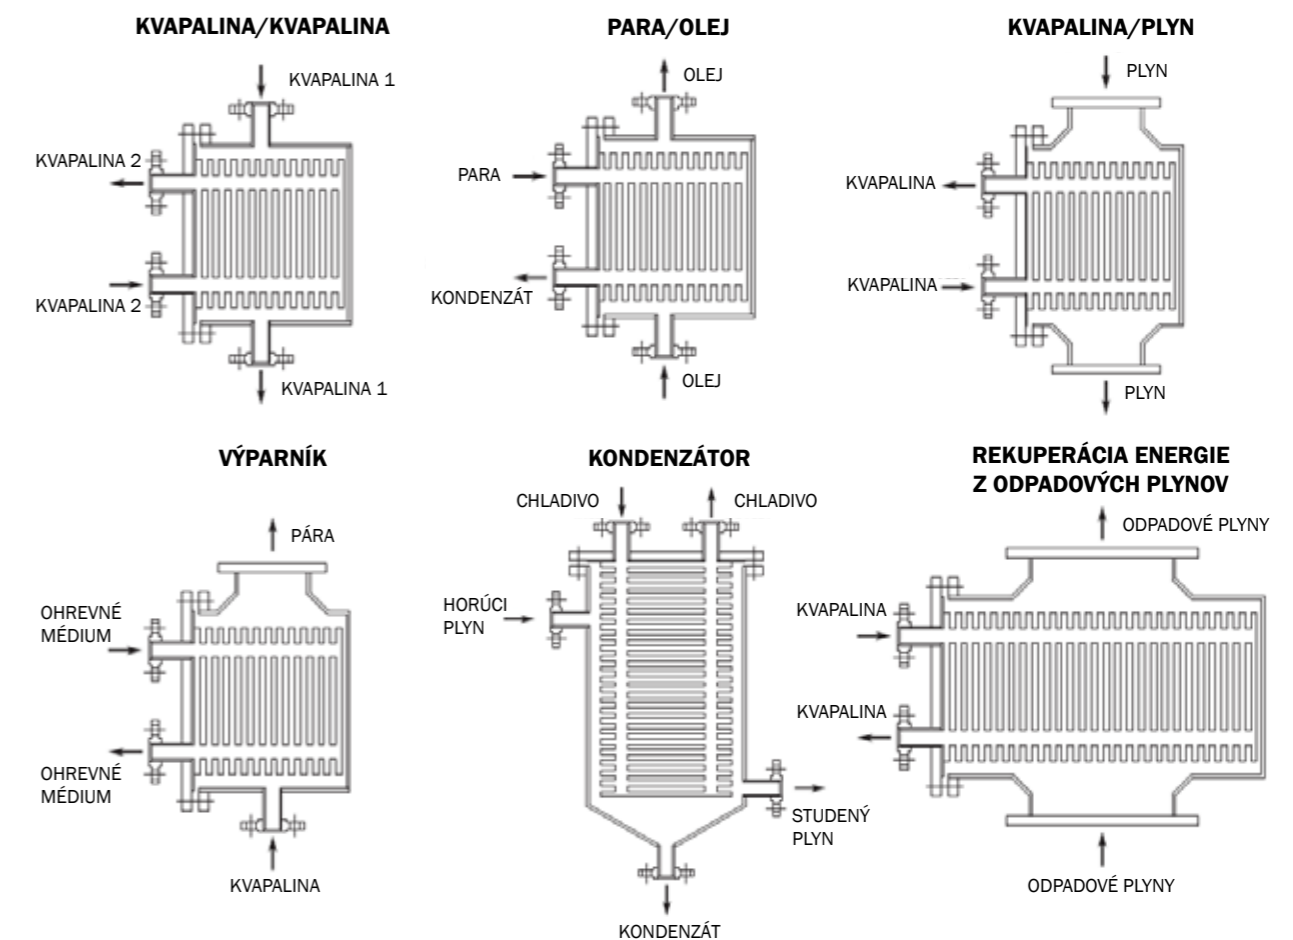 KVAPALINA/KVAPALINA
KVAPALINA 1
KVAPALINA 2
KVAPALINA 2
KVAPALINA 1
PARA/OLEJ
OLEJ
PARA
KONDENZÁT
OLEJ
KVAPALINA/PLYN
PLYN
KVAPALINA
KVAPALINA
PLYN
VÝPARNÍK
PÁRA
OHREVNÉ
MÉDIUM
OHREVNÉ
MÉDIUM
KVAPALINA
KONDENZÁTOR
CHLADIVO
CHLADIVO
HORÚCI
PLYN
STUDENÝ
PLYN
KONDENZÁT
REKUPERÁCIA ENERGIE
Z ODPADOVÝCH PLYNOV
ODPADOVÉ PLYNY
KVAPALINA
KVAPALINA
ODPADOVÉ PLYNY